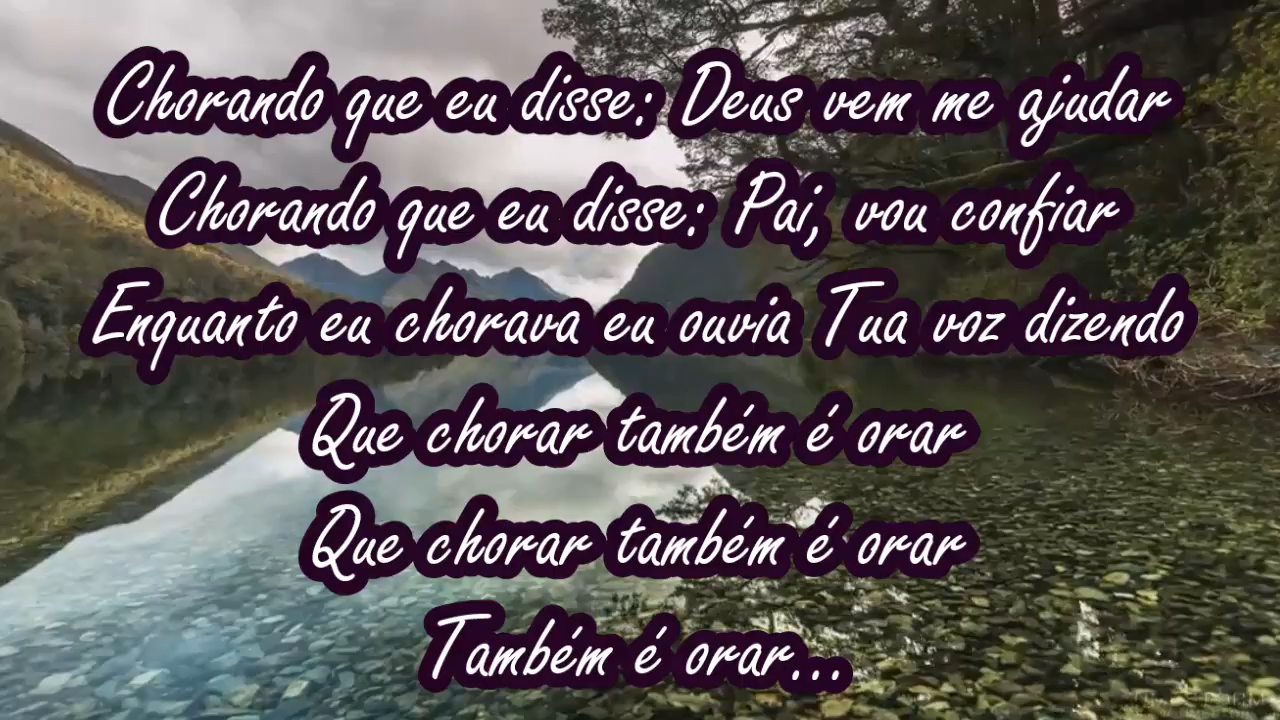 Chorando que eu disse: Deus vem me ajudar
Chorando que eu disse: Pai, vou confiar
Enquanto eu chorava eu ouvia Tua voz dizendo
Que chorar também é orar
Que chorar também é orar
Também é orar...